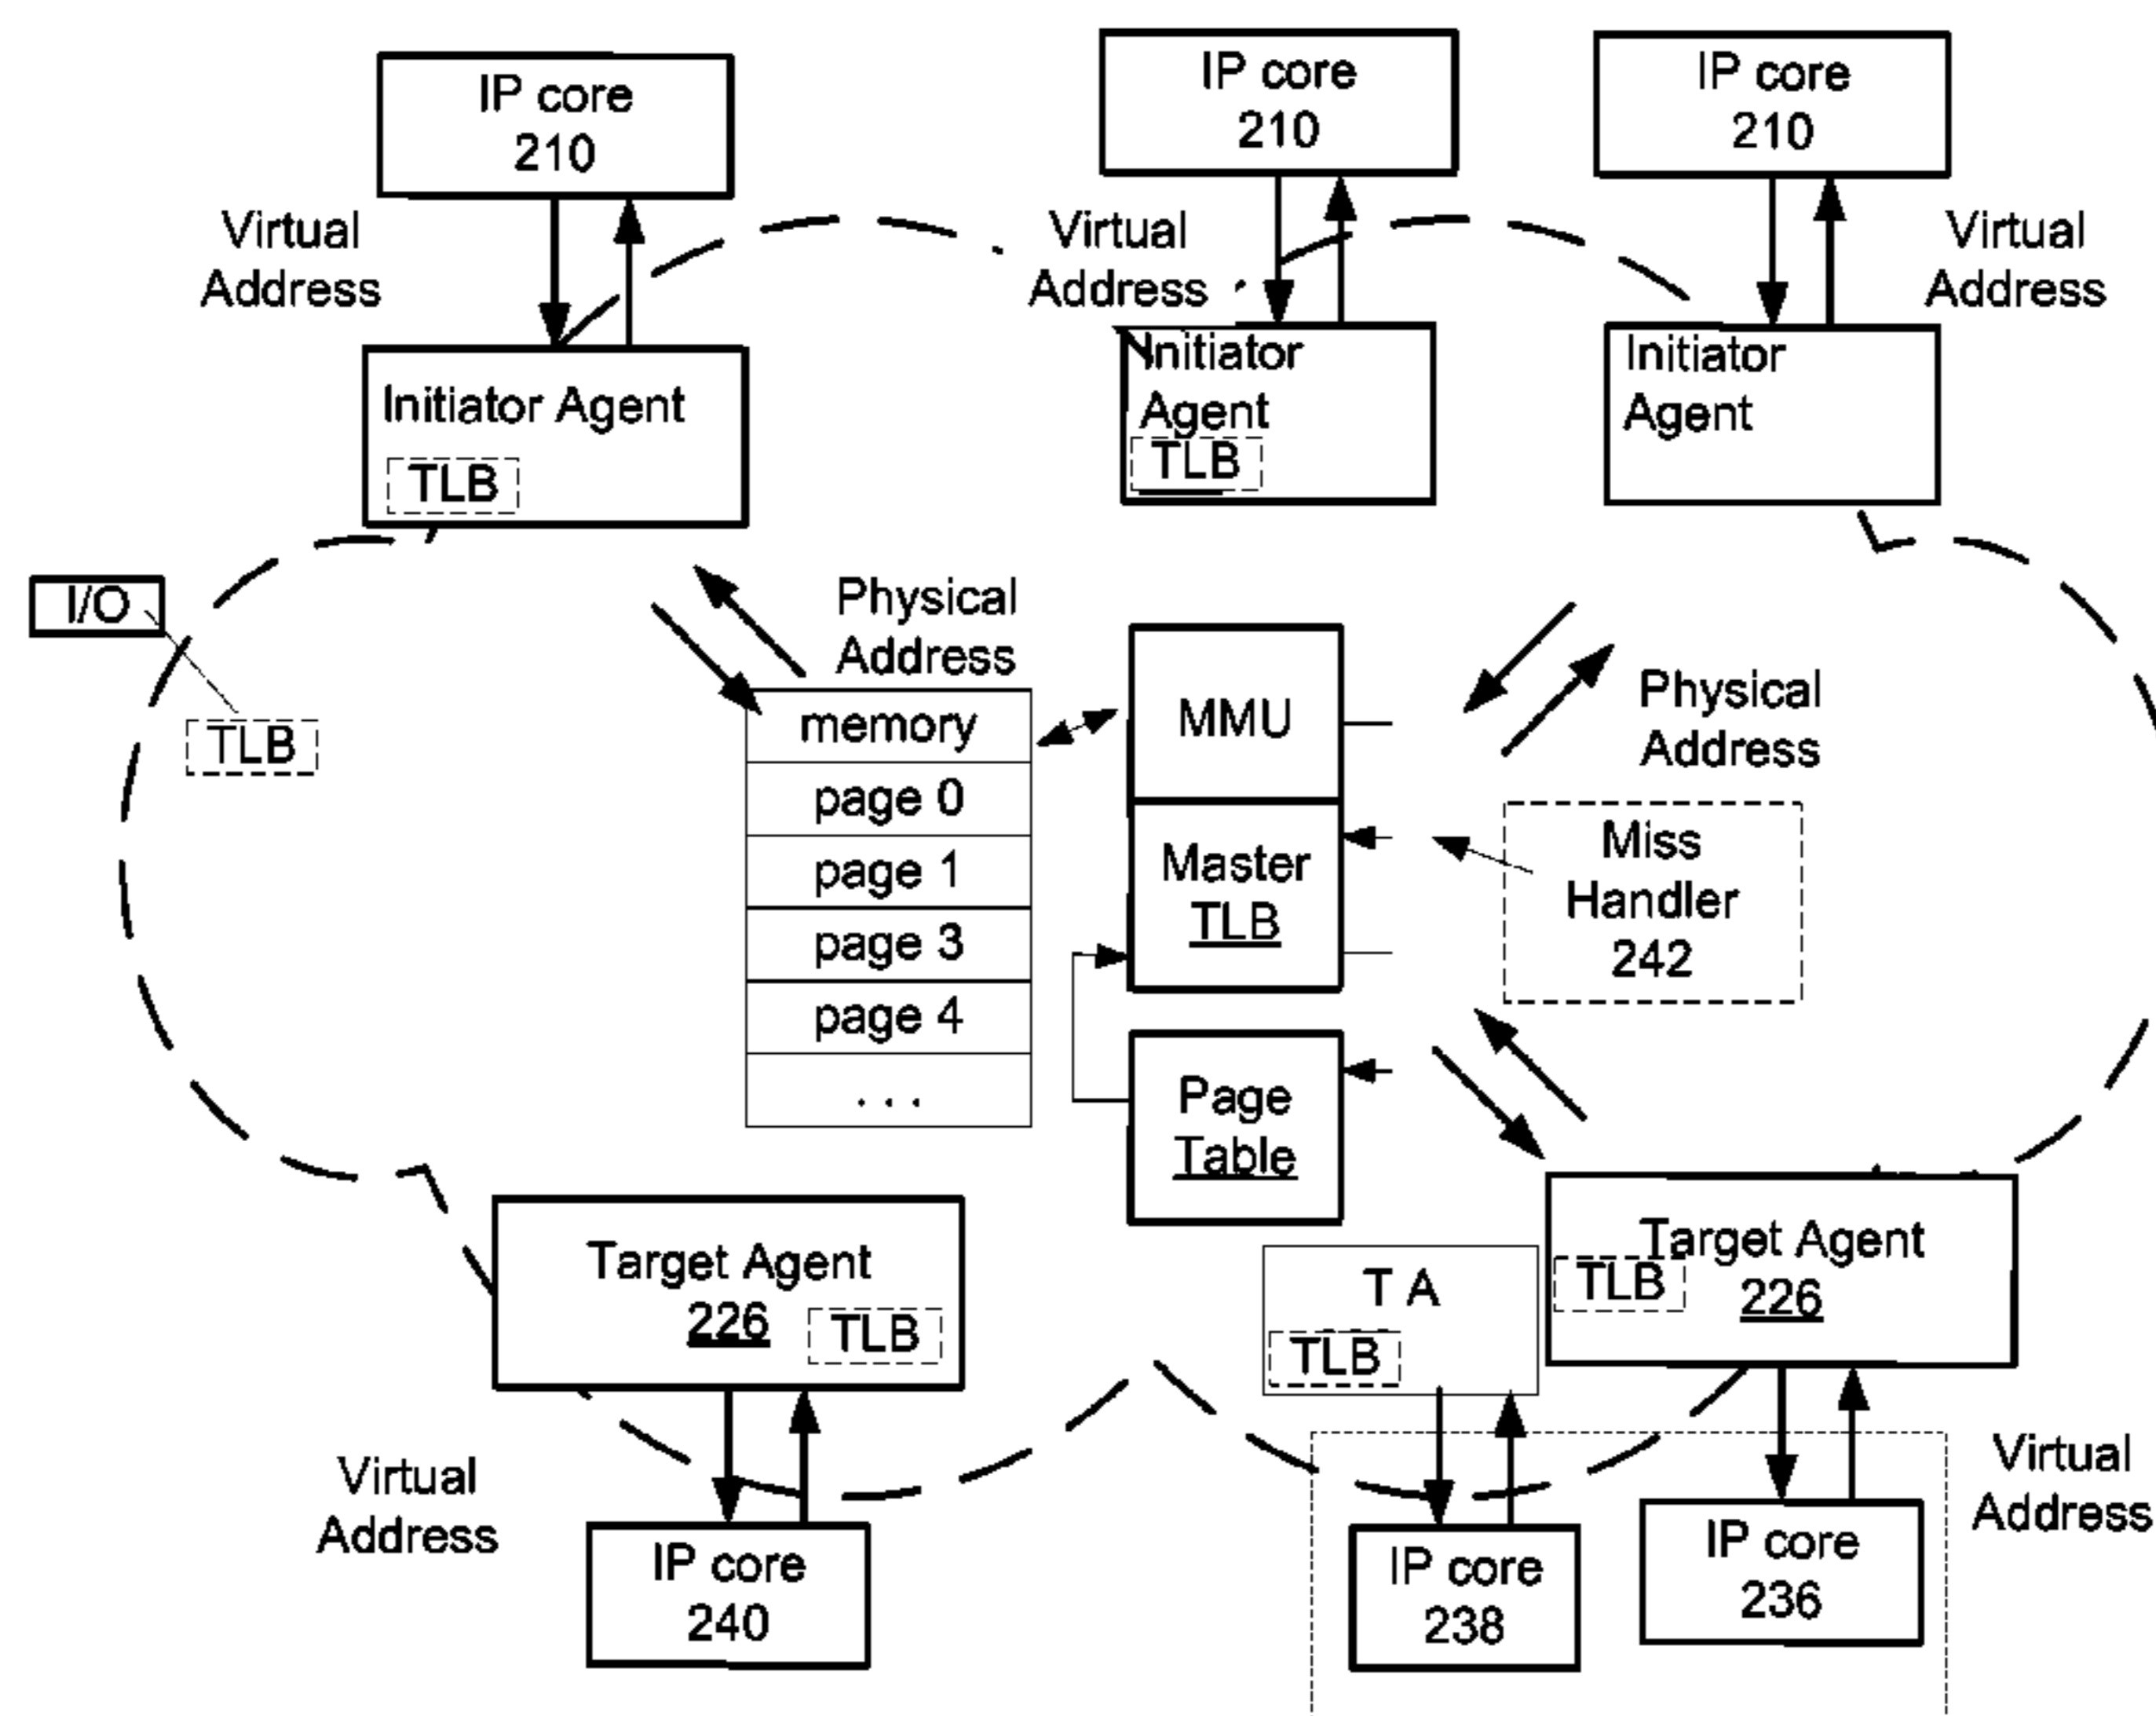 IP core
210
IP core
210
IP core
210
Virtual
Address
Virtual
Address
Virtual
Address
Initiator Agent
TLB
Initiator
Agent
TLB
Initiator
Agent
I/O
TLB
Physical
Address
memory
page 0
page 1
page 3
page 4
. . .
MMU
Master
TLB
Page
Table
Physical
Address
Miss
Handler
242
Target Agent
226
TLB
T A
TLB
Target Agent
TLB
226
Virtual
Address
IP core
240
IP core
238
IP core
236
Virtual
Address